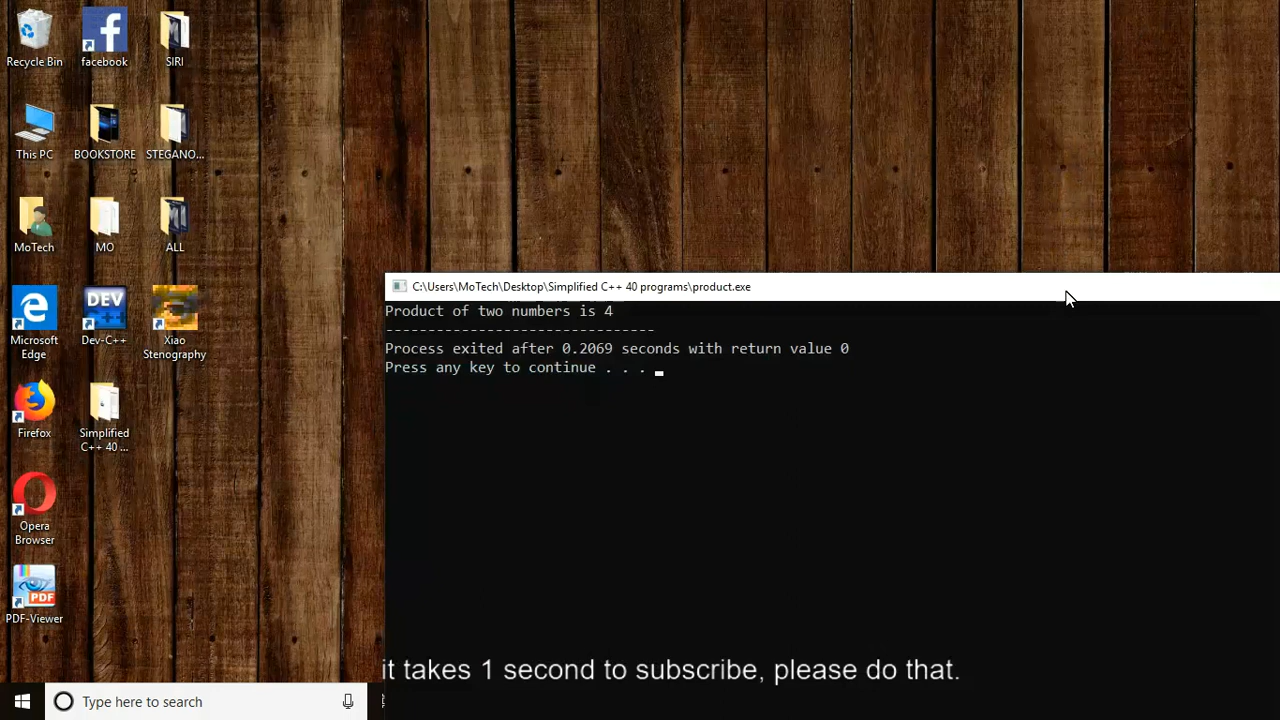 Recycle Bin
facebook
SIRI
This PC
BOOKSTORE
STEGANO...
MoTech
MO
ALL
Microsoft
Edge
DEV
C++
Dev-C++
Xiao
Stenography
Firefox
Simplified
C++ 40 ...
Opera
Browser
PDF
PDF-Viewer
C:\Users\MoTech\Desktop\Simplified C++ 40 programs\product.exe
Product of two numbers is 4
--------------------------------
Process exited after 0.2069 seconds with return value 0
Press any key to continue . . .
it takes 1 second to subscribe, please do that.
Type here to search